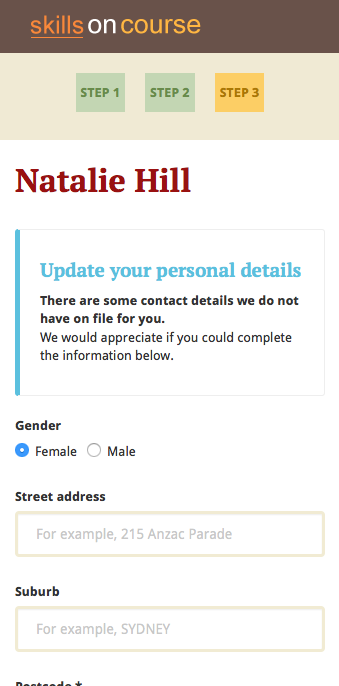 skills on course
STEP 1 STEP 2 STEP 3
Natalie Hill
Update your personal details
There are some contact details we do not
have on file for you.
We would appreciate if you could complete
the information below.
Gender
Female Male
Street address
For example, 215 Anzac Parade
Suburb
For example, SYDNEY
Postcode *